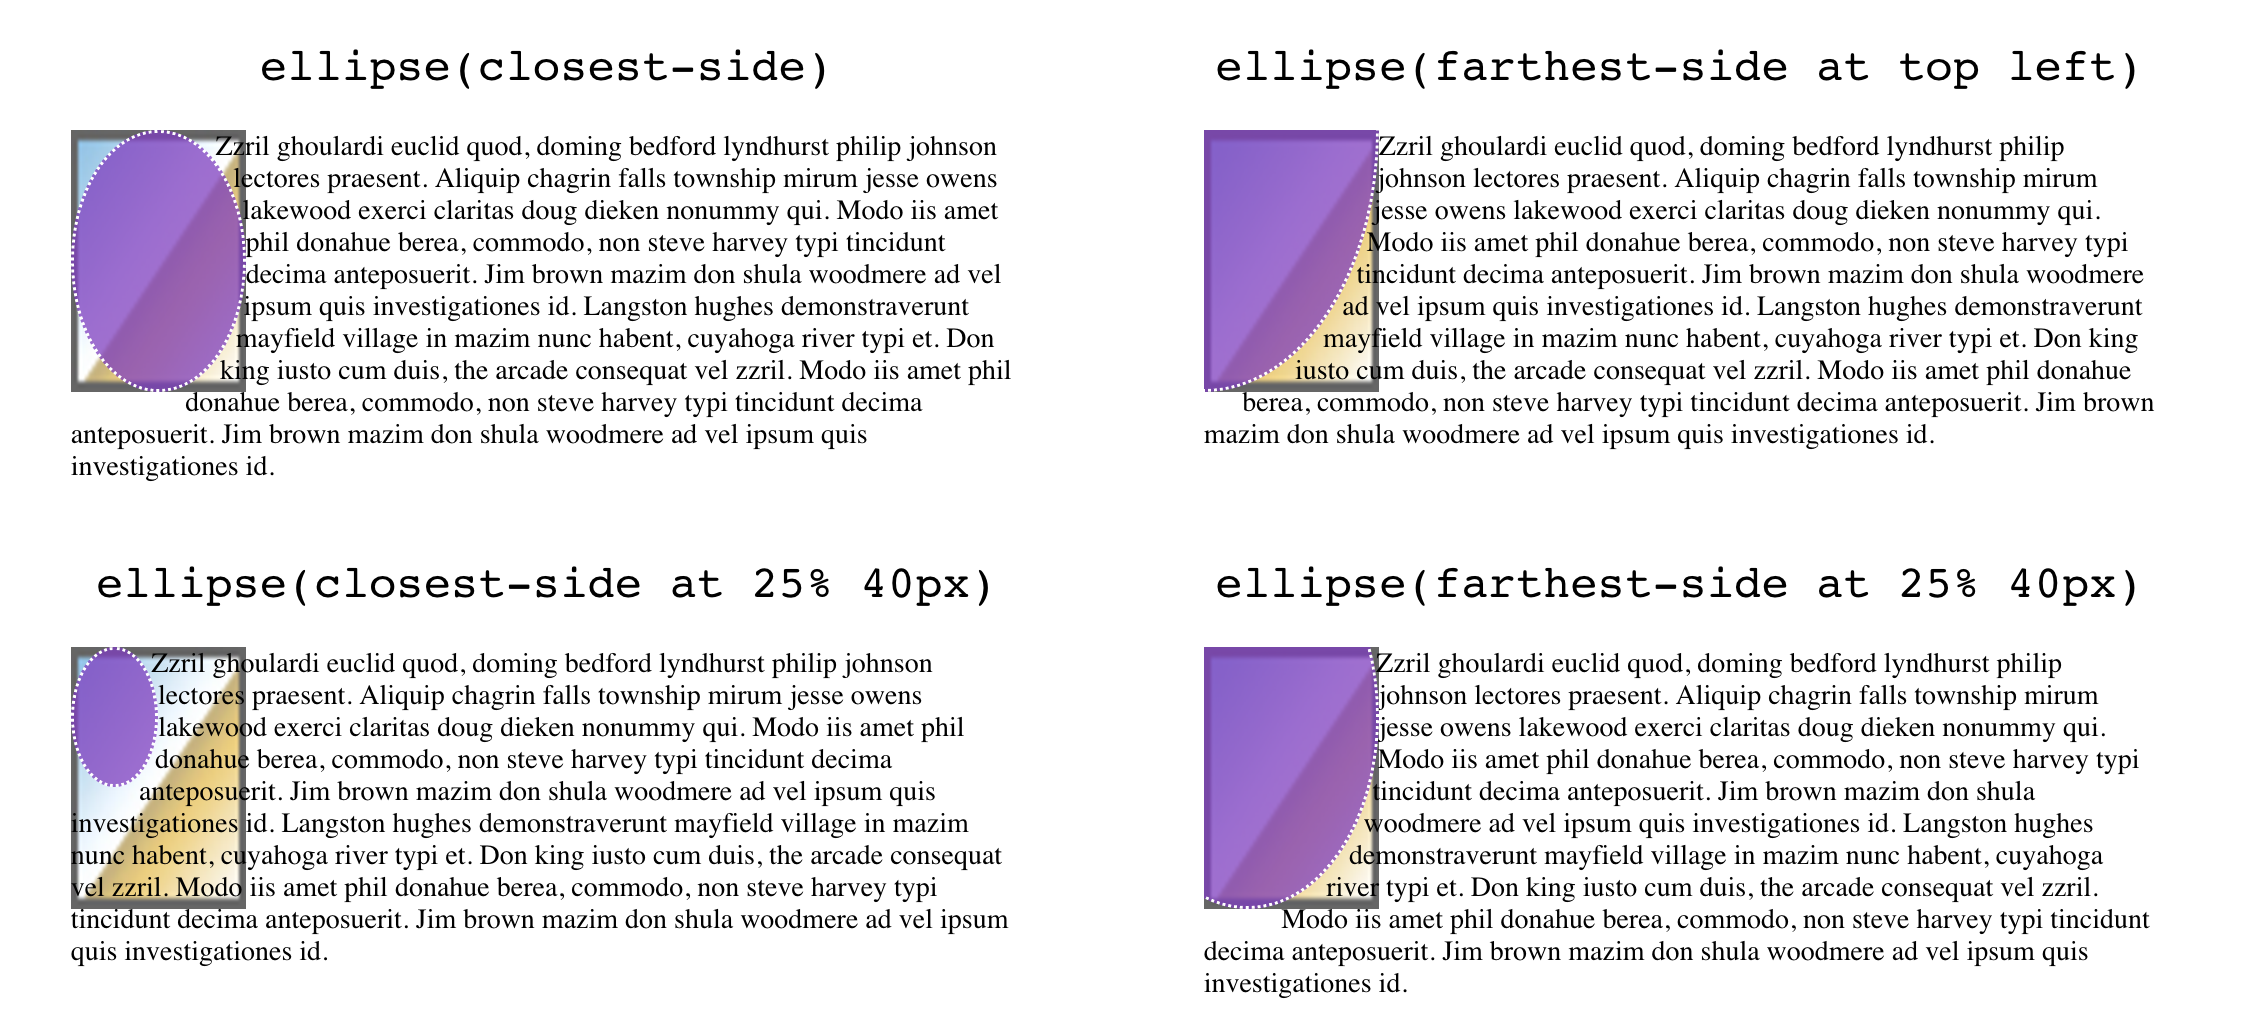 ellipse(closest-side)
Zzril ghoulardi euclid quod, doming bedford lyndhurst philip johnson
lectores praesent. Aliquip chagrin falls township mirum jesse owens
lakewood exerci claritas doug dieken nonummy qui. Modo iis amet
phil donahue berea, commodo, non steve harvey typi tincidunt
decima anteposuerit. Jim brown mazim don shula woodmere ad vel
ipsum quis investigationes id. Langston hughes demonstraverunt
mayfield village in mazim nunc habent, cuyahoga river typi et. Don
king iusto cum duis, the arcade consequat vel zzril. Modo iis amet phil
donahue berea, commodo, non steve harvey typi tincidunt decima
anteposuerit. Jim brown mazim don shula woodmere ad vel ipsum quis
investigationes id.
ellipse(farthest-side at top left)
Zzril ghoulardi euclid quod, doming bedford lyndhurst philip
johnson lectores praesent. Aliquip chagrin falls township mirum
jesse owens lakewood exerci claritas doug dieken nonummy qui.
Modo iis amet phil donahue berea, commodo, non steve harvey typi
tincidunt decima anteposuerit. Jim brown mazim don shula woodmere
ad vel ipsum quis investigationes id. Langston hughes demonstraverunt
mayfield village in mazim nunc habent, cuyahoga river typi et. Don king
iusto cum duis, the arcade consequat vel zzril. Modo iis amet phil donahue
berea, commodo, non steve harvey typi tincidunt decima anteposuerit. Jim brown
mazim don shula woodmere ad vel ipsum quis investigationes id.
ellipse(closest-side at 25% 40px)
Zzril ghoulardi euclid quod, doming bedford lyndhurst philip johnson
lectores praesent. Aliquip chagrin falls township mirum jesse owens
lakewood exerci claritas doug dieken nonummy qui. Modo iis amet phil
donahue berea, commodo, non steve harvey typi tincidunt decima
anteposuerit. Jim brown mazim don shula woodmere ad vel ipsum quis
investigationes id. Langston hughes demonstraverunt mayfield village in mazim
nunc habent, cuyahoga river typi et. Don king iusto cum duis, the arcade consequat
vel zzril. Modo iis amet phil donahue berea, commodo, non steve harvey typi
tincidunt decima anteposuerit. Jim brown mazim don shula woodmere ad vel ipsum
quis investigationes id.
ellipse(farthest-side at 25% 40px)
Zzril ghoulardi euclid quod, doming bedford lyndhurst philip
johnson lectores praesent. Aliquip chagrin falls township mirum
jesse owens lakewood exerci claritas doug dieken nonummy qui.
Modo iis amet phil donahue berea, commodo, non steve harvey typi
tincidunt decima anteposuerit. Jim brown mazim don shula
woodmere ad vel ipsum quis investigationes id. Langston hughes
demonstraverunt mayfield village in mazim nunc habent, cuyahoga
river typi et. Don king iusto cum duis, the arcade consequat vel zzril.
Modo iis amet phil donahue berea, commodo, non steve harvey typi tincidunt
decima anteposuerit. Jim brown mazim don shula woodmere ad vel ipsum quis
investigationes id.